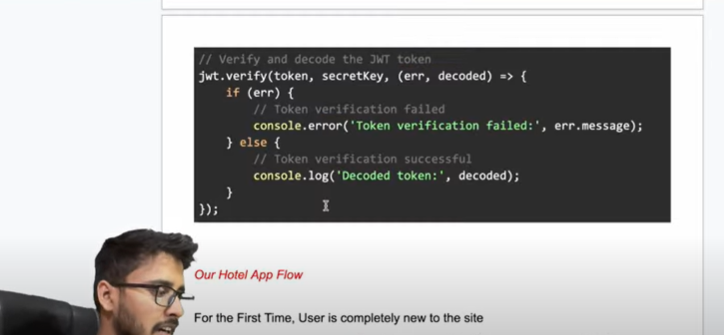 // Verify and decode the JWT token
jwt.verify(token, secretKey, (err, decoded) => {
if (err) {
// Token verification failed
console.error('Token verification failed:', err.message);
} else {
// Token verification successful
console.log('Decoded token:', decoded);
}
});
Our Hotel App Flow
For the First Time, User is completely new to the site